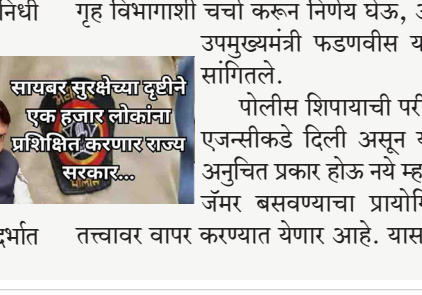 निधी
गृह विभागाशी चर्चा करून निर्णय घेऊ,
उपमुख्यमंत्री फडणवीस
सांगितले.
सायबर सुरक्षेच्या दृष्टीने
एक हजार लोकांना
प्रशिक्षित करणार राज्य
सरकार...
पोलीस
पोलीस शिपायाची
एजन्सीकडे दिली असून
अनुचित प्रकार होऊ नये
जॅमर बसवण्याचा
तत्त्वावर वापर करण्यात येणार आहे.